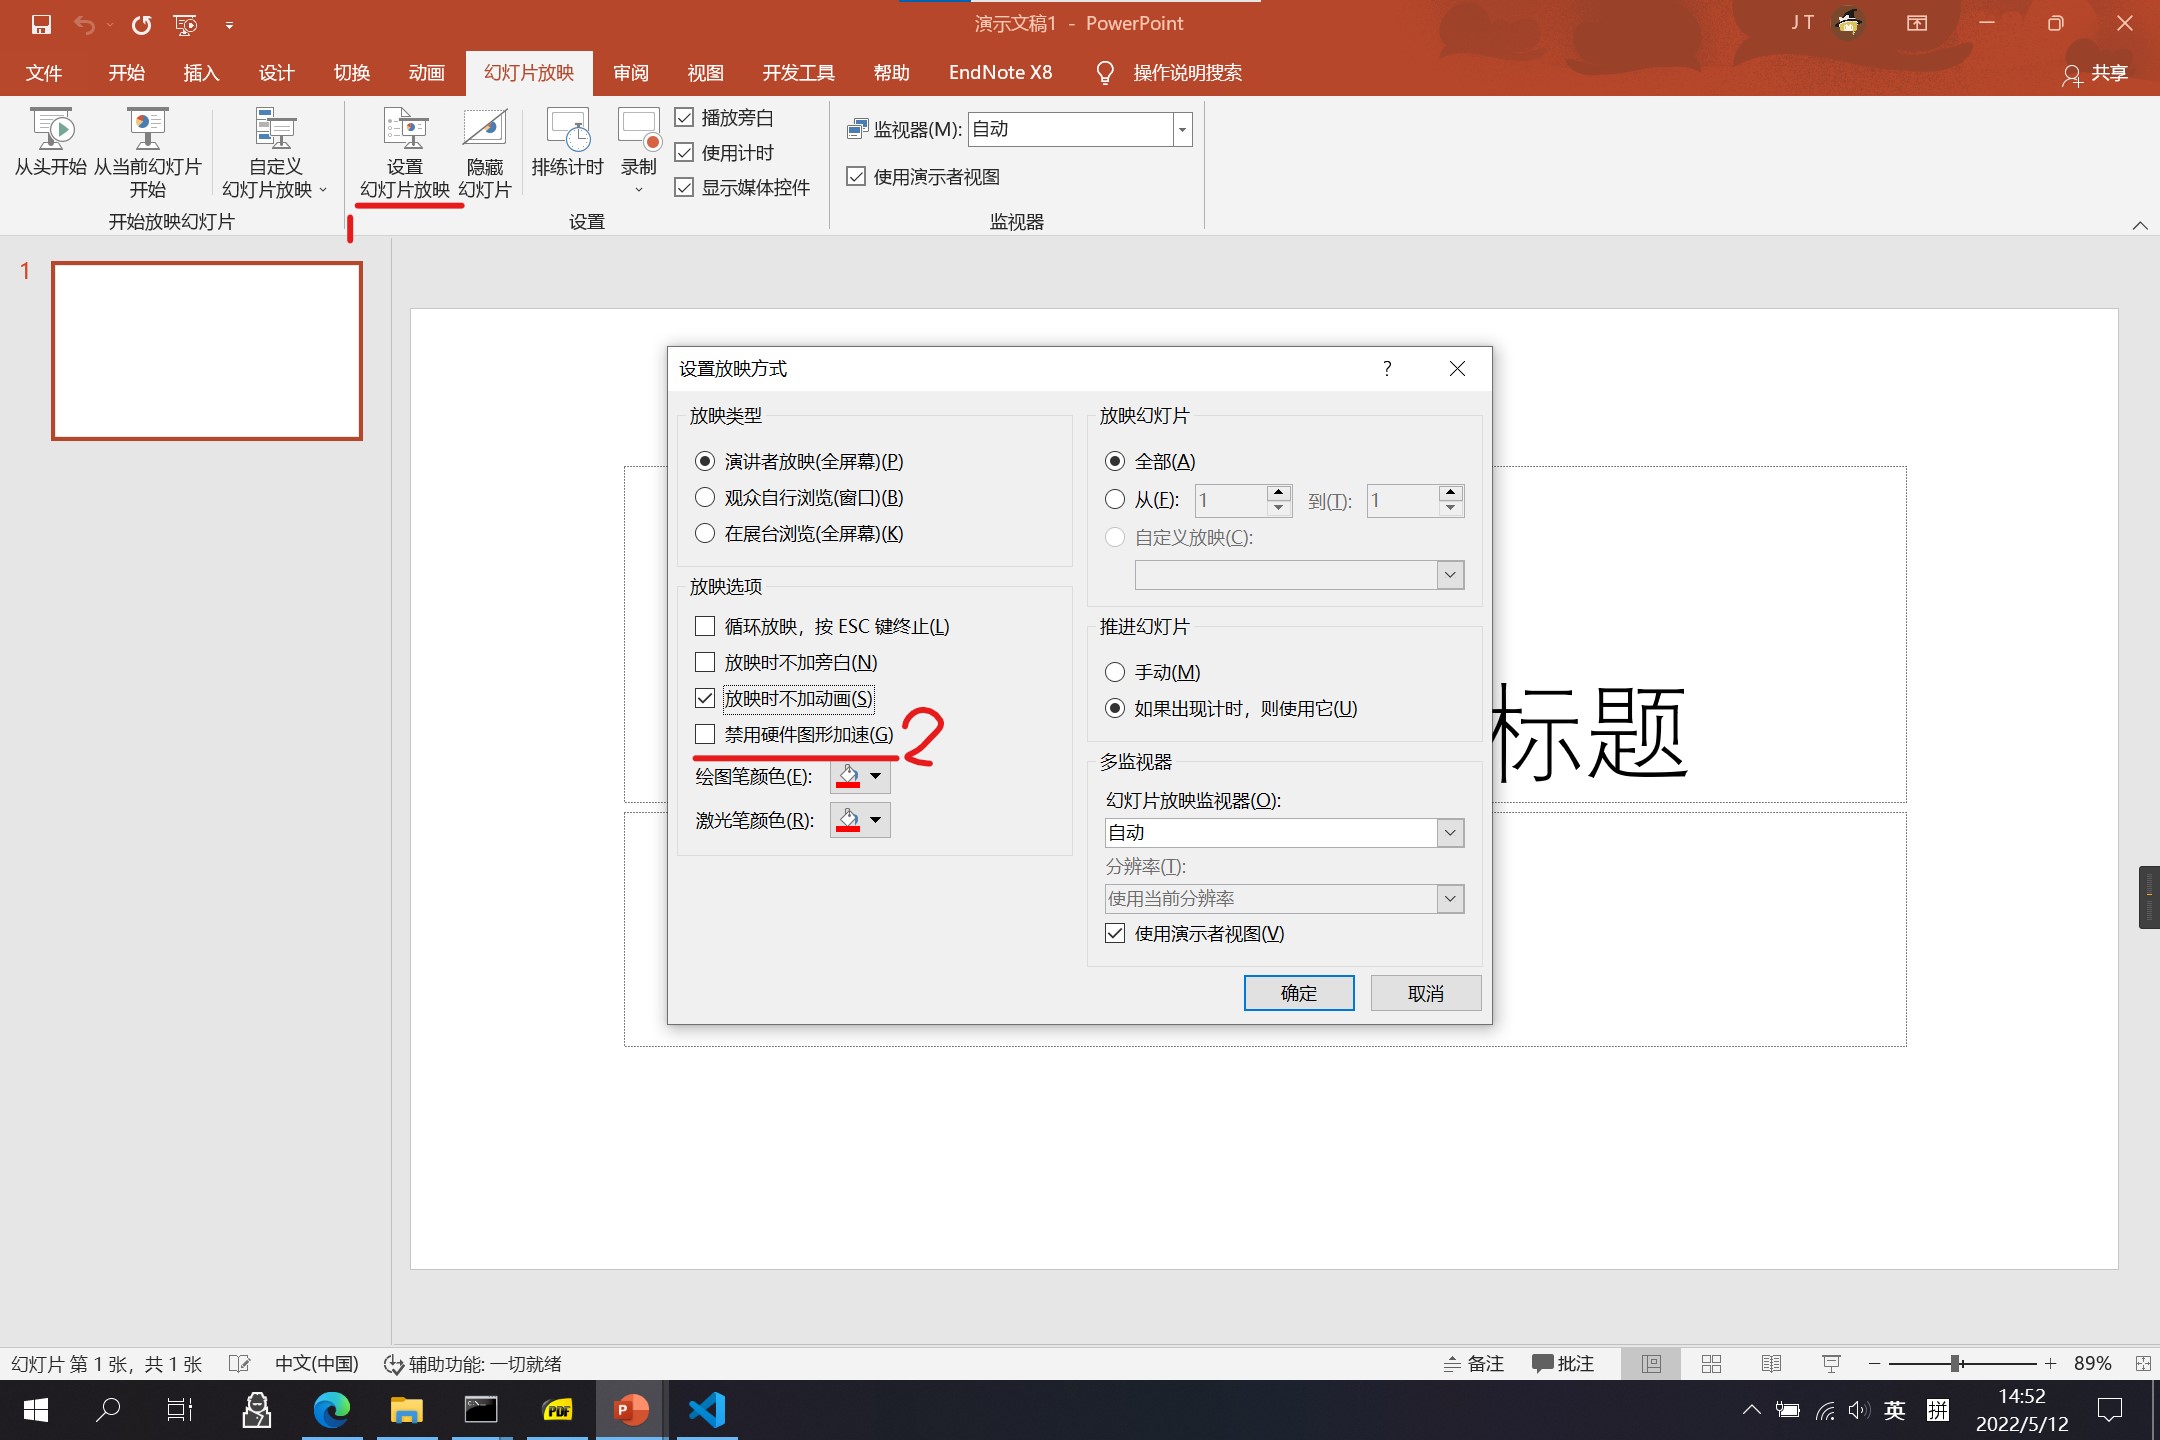 演示文稿1 - PowerPoint
J T
文件 开始 插入 设计 切换 动画 幻灯片放映 审阅 视图 开发工具 帮助 EndNote X8 操作说明搜索 共享
从头开始
从当前幻灯片
开始
自定义
幻灯片放映
开始放映幻灯片
设置
幻灯片放映
隐藏
幻灯片
排练计时
录制
播放旁白
使用计时
显示媒体控件
设置
监视器(M): 自动
使用演示者视图
监视器
1
1
设置放映方式 ?
放映类型
演讲者放映(全屏幕)(P)
观众自行浏览(窗口)(B)
在展台浏览(全屏幕)(K)
放映选项
循环放映，按 ESC 键终止(L)
放映时不加旁白(N)
放映时不加动画(S)
禁用硬件图形加速(G)
2
绘图笔颜色(E):
激光笔颜色(R):
放映幻灯片
全部(A)
从(F): 1 到(T): 1
自定义放映(C):
推进幻灯片
手动(M)
如果出现计时，则使用它(U)
多监视器
幻灯片放映监视器(O):
自动
分辨率(T):
使用当前分辨率
使用演示者视图(V)
确定 取消
标题
幻灯片 第 1 张，共 1 张 中文(中国) 辅助功能: 一切就绪 备注 批注 89%
PDF
P
英
拼
14:52
2022/5/12